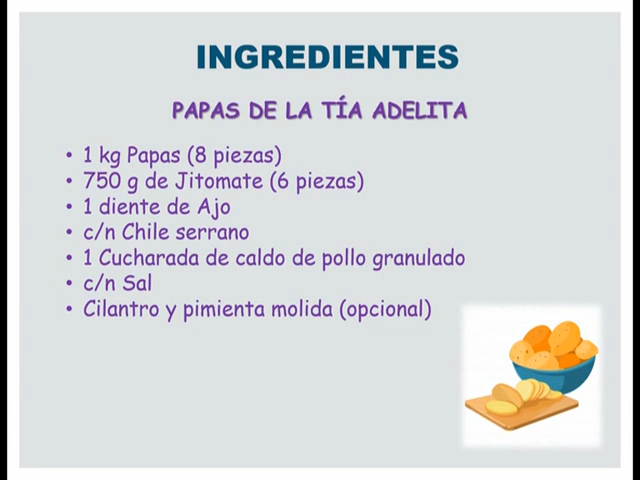 INGREDIENTES
PAPAS DE LA TÍA ADELITA
• 1 kg Papas (8 piezas)
• 750 g de Jitomate (6 piezas)
• 1 diente de Ajo
• c/n Chile serrano
• 1 Cucharada de caldo de pollo granulado
• c/n Sal
• Cilantro y pimienta molida (opcional)